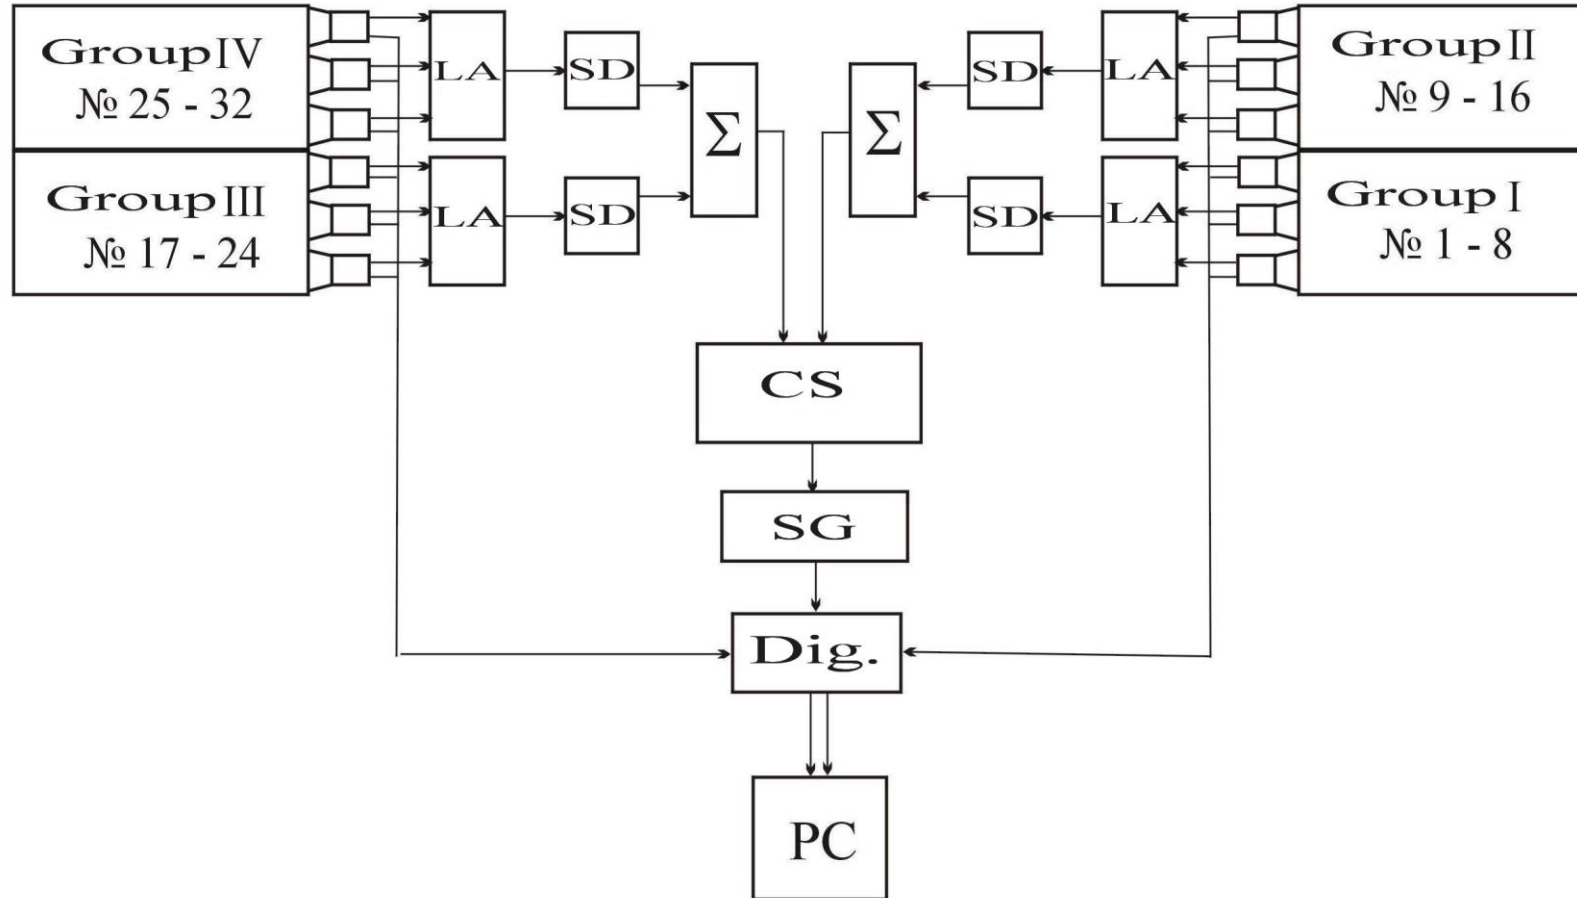 Group IV
№ 25 - 32
Group III
№ 17 - 24
LA
SD
LA
SD
Σ
Σ
SD
LA
SD
LA
Group II
№ 9 - 16
Group I
№ 1 - 8
CS
SG
Dig.
PC